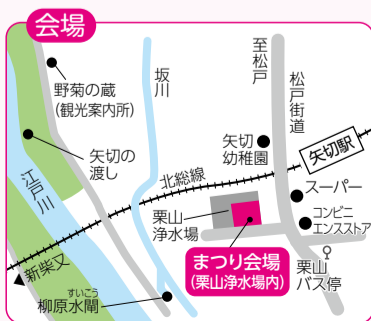 会場
野菊の蔵
(観光案内所)
坂川
至松戸
松戸街道
矢切の
渡し
矢切
幼稚園
矢切駅
江戸川
北総線
スーパー
栗山
浄水場
コンビニ
エンスストア
新柴又
まつり会場
(栗山浄水場内)
栗山
バス停
すいこう
柳原水閘